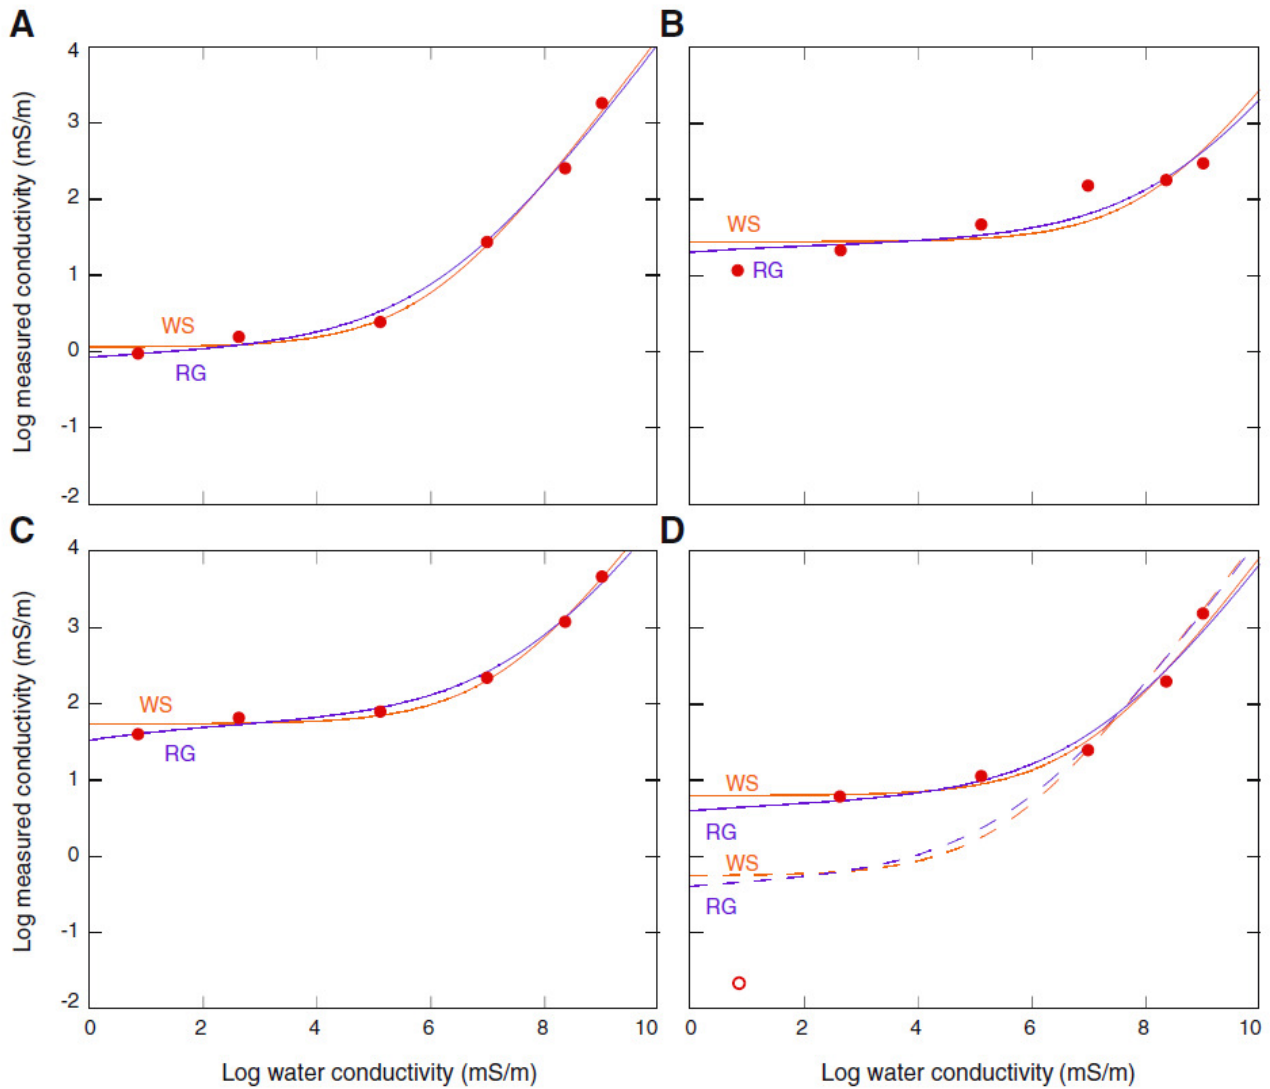 A
B
Log measured conductivity (mS/m)
4
3
2
1
0
-1
-2
WS
RG
WS
RG
C
D
Log measured conductivity (mS/m)
4
3
2
1
0
-1
-2
WS
RG
WS
RG
WS
RG
0 2 4 6 8 10
0 2 4 6 8 10
Log water conductivity (mS/m)
Log water conductivity (mS/m)